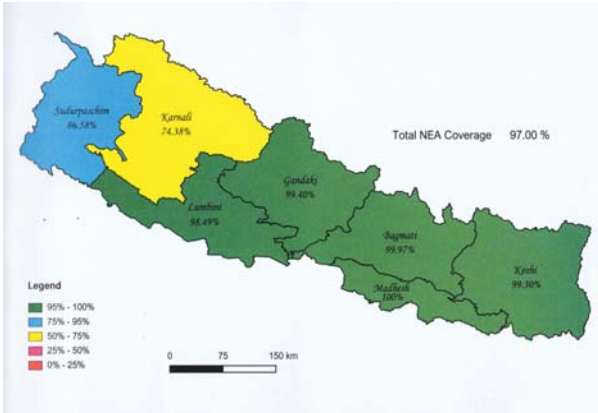 Sudurpaschim
86.58%
Karnali
74.38%
Total NEA Coverage 97.00 %
Gandaki
99.40%
Lumbini
98.49%
Bagmati
99.97%
Koshi
99.30%
Madhesh
100%
Legend
95% - 100%
75% - 95%
50% - 75%
25% - 50%
0% - 25%
0 75 150 km